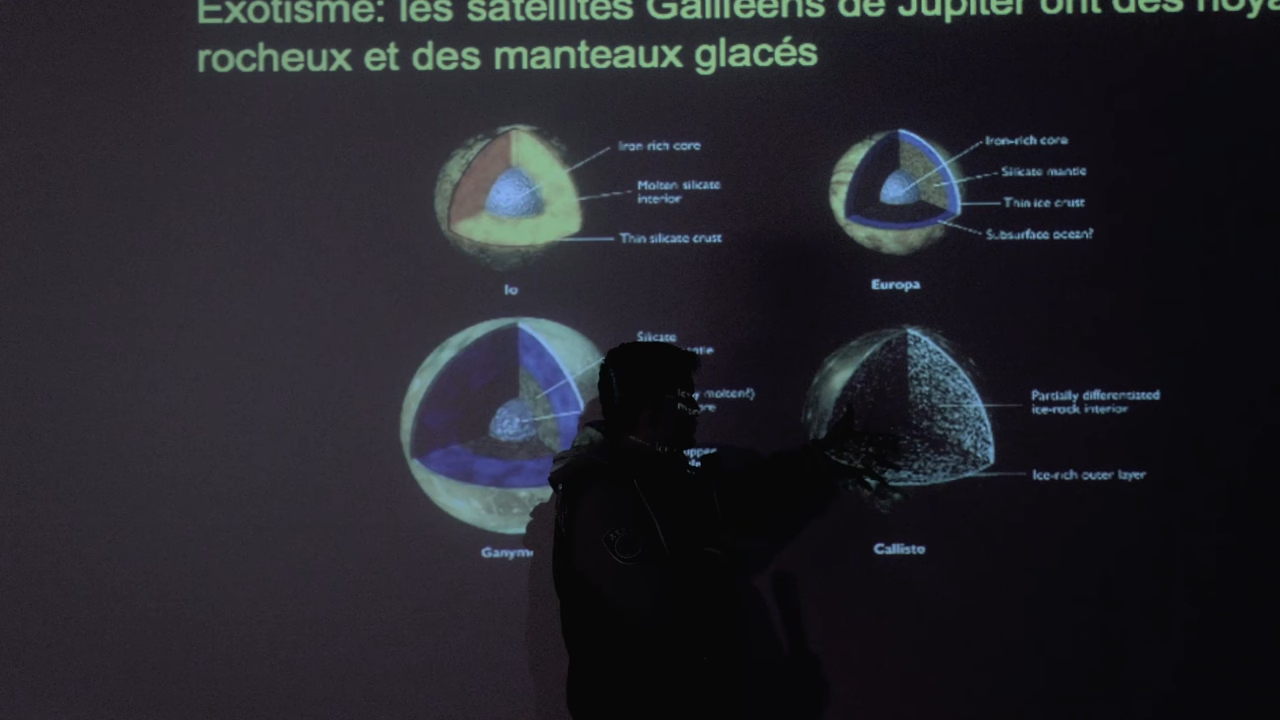 Exotisme: les satellites Galiléens de Jupiter ont des
rocheux et des manteaux glacés
Iron-rich core
Molten silicate
interior
Thin silicate crust
Io
Iron-rich core
Silicate mantle
Thin ice crust
Subsurface ocean?
Europa
Silicate
molten?)
Ganym
Partially differentiated
ice-rock interior
Ice-rich outer layer
Callisto